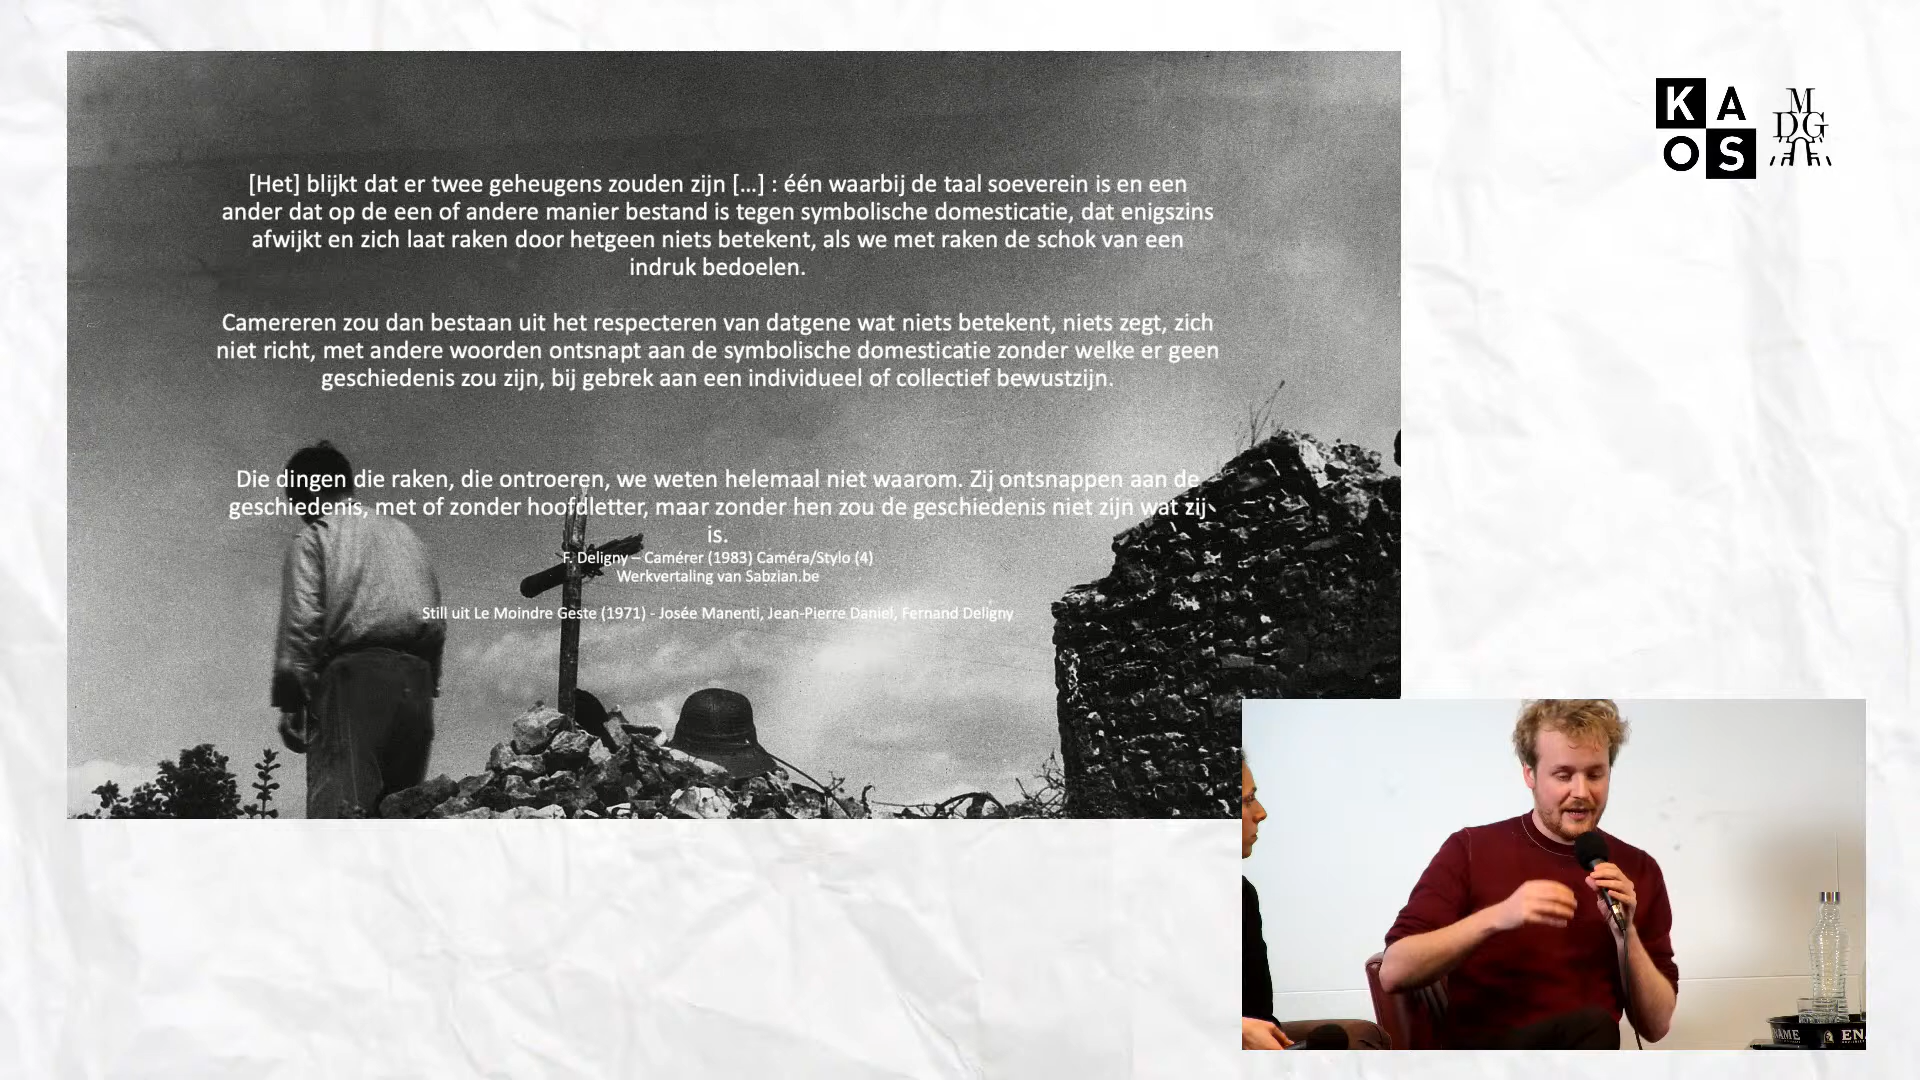 [Het] blijkt dat er twee geheugens zouden zijn [...] : één waarbij de taal soeverein is en een
ander dat op de een of andere manier bestand is tegen symbolische domesticatie, dat enigszins
afwijkt en zich laat raken door hetgeen niets betekent, als we met raken de schok van een
indruk bedoelen.
Camereren zou dan bestaan uit het respecteren van datgene wat niets betekent, niets zegt, zich
niet richt, met andere woorden ontsnapt aan de symbolische domesticatie zonder welke er geen
geschiedenis zou zijn, bij gebrek aan een individueel of collectief bewustzijn.
Die dingen die raken, die ontroeren, we weten helemaal niet waarom. Zij ontsnappen aan de
geschiedenis, met of zonder hoofdletter, maar zonder hen zou de geschiedenis niet zijn wat zij
is.
F. Deligny – Camérer (1983) Caméra/Stylo (4)
Werkvertaling van Sabzian.be
Still uit Le Moindre Geste (1971) - Josée Manenti, Jean-Pierre Daniel, Fernand Deligny
KA
OS
M
DG